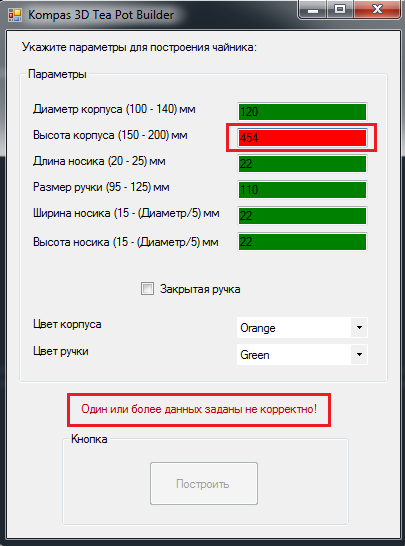 Kompas 3D Tea Pot Builder
Укажите параметры для построения чайника:
Параметры
Диаметр корпуса (100 - 140) мм 120
Высота корпуса (150 - 200) мм 454
Длина носика (20 - 25) мм 22
Размер ручки (95 - 125) мм 110
Ширина носика (15 - (Диаметр/5) мм 22
Высота носика (15 - (Диаметр/5) мм 22
Закрытая ручка
Цвет корпуса Orange
Цвет ручки Green
Один или более данных заданы не корректно!
Кнопка
Построить